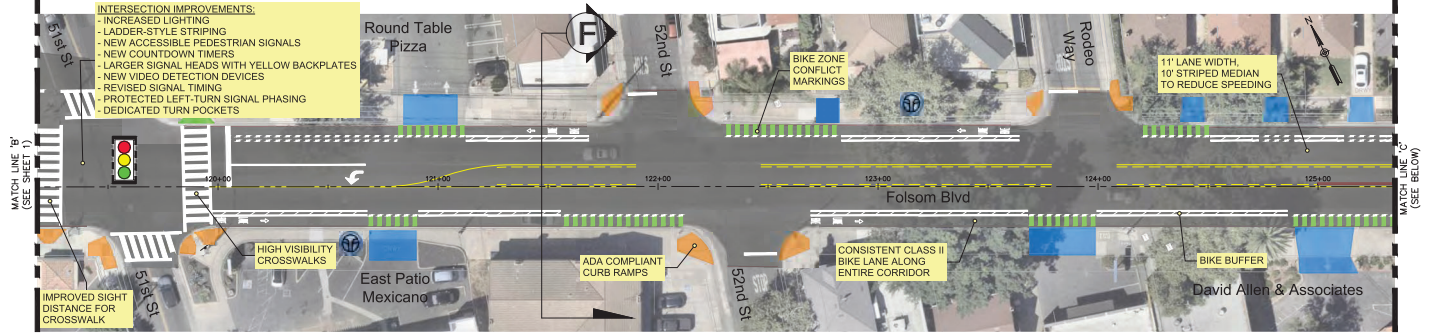 INTERSECTION IMPROVEMENTS:
- INCREASED LIGHTING
- LADDER-STYLE STRIPING
- NEW ACCESSIBLE PEDESTRIAN SIGNALS
- NEW COUNTDOWN TIMERS
- LARGER SIGNAL HEADS WITH YELLOW BACKPLATES
- NEW VIDEO DETECTION DEVICES
- REVISED SIGNAL TIMING
- PROTECTED LEFT-TURN SIGNAL PHASING
- DEDICATED TURN POCKETS
51st St
Round Table
Pizza
F
52nd St
BIKE ZONE
CONFLICT
MARKINGS
Rodeo
Way
11' LANE WIDTH,
10' STRIPED MEDIAN
TO REDUCE SPEEDING
N
MATCH LINE 'B'
(SEE SHEET 1)
120+00
121+00
122+00
123+00
124+00
125+00
MATCH LINE 'C'
(SEE BELOW)
Folsom Blvd
HIGH VISIBILITY
CROSSWALKS
ADA COMPLIANT
CURB RAMPS
CONSISTENT CLASS II
BIKE LANE ALONG
ENTIRE CORRIDOR
BIKE BUFFER
IMPROVED SIGHT
DISTANCE FOR
CROSSWALK
51st St
East Patio
Mexicano
52nd St
David Allen & Associates